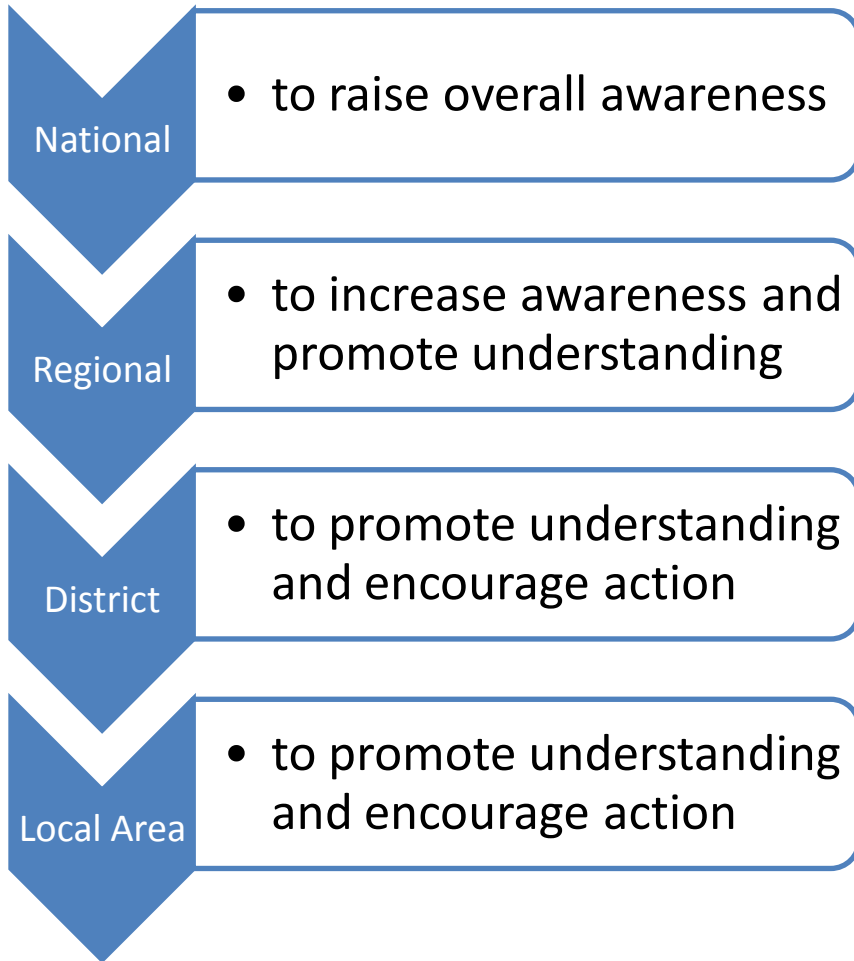 National
• to raise overall awareness
Regional
• to increase awareness and
promote understanding
District
• to promote understanding
and encourage action
Local Area
• to promote understanding
and encourage action